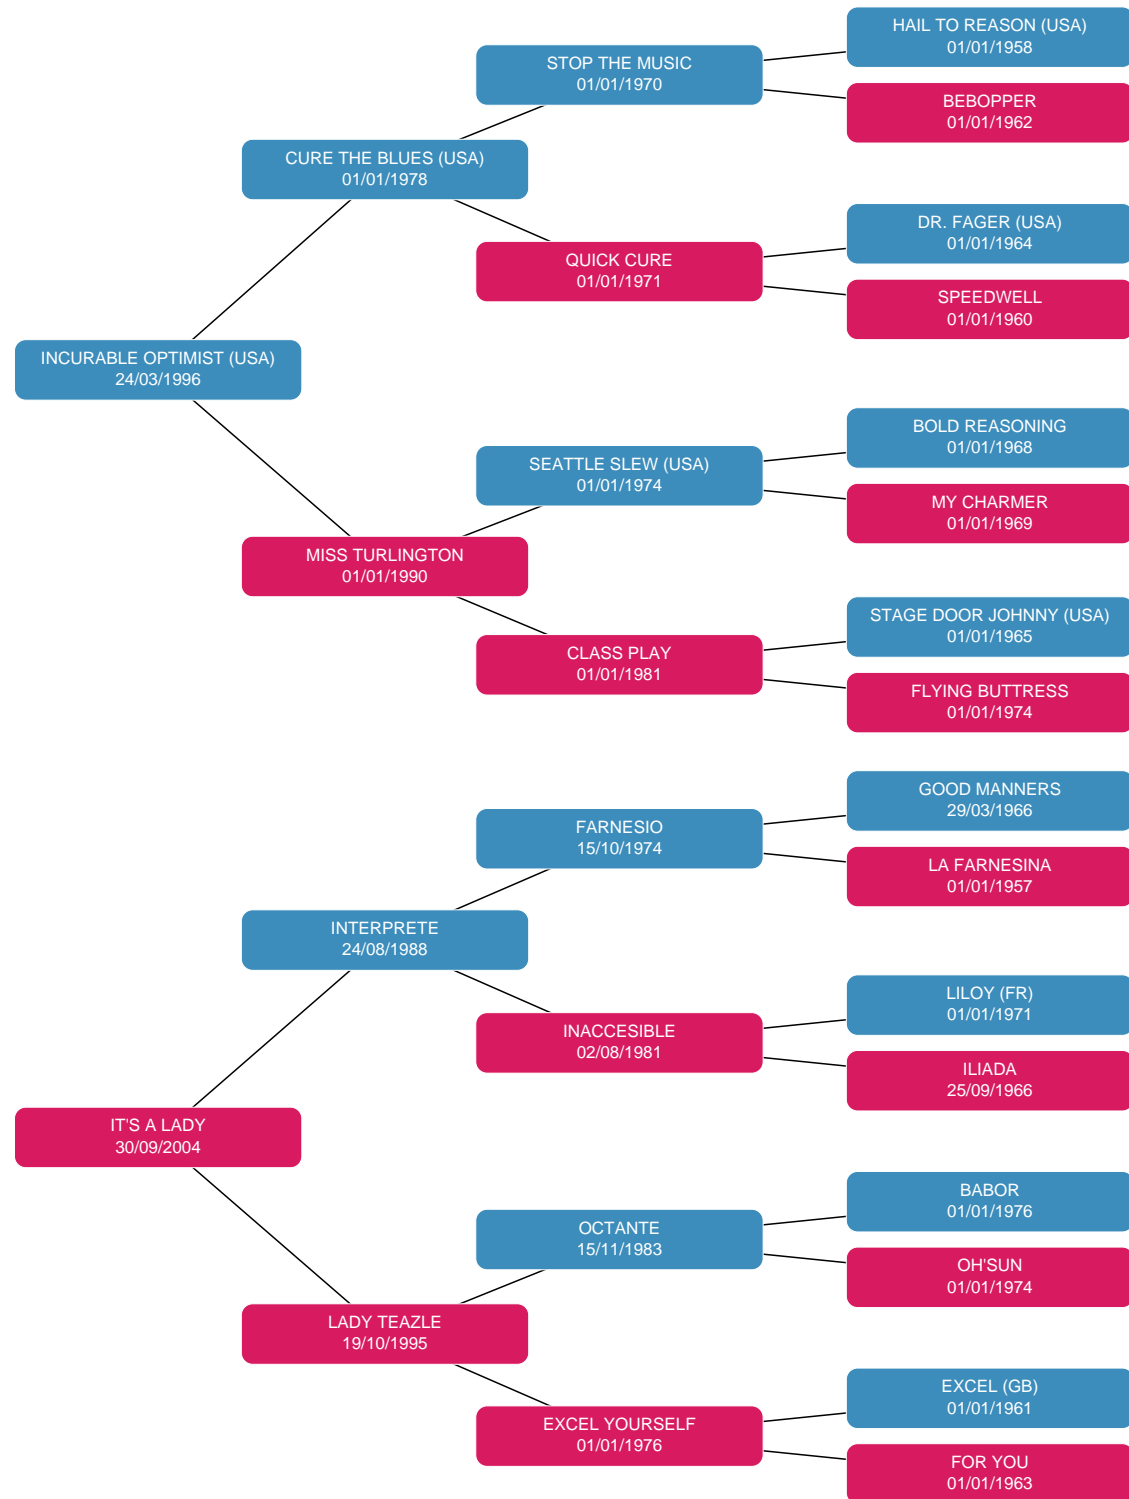 HAIL TO REASON (USA)
01/01/1958
STOP THE MUSIC
01/01/1970
BEBOPPER
01/01/1962
CURE THE BLUES (USA)
01/01/1978
DR. FAGER (USA)
01/01/1964
QUICK CURE
01/01/1971
SPEEDWELL
01/01/1960
INCURABLE OPTIMIST (USA)
24/03/1996
BOLD REASONING
01/01/1968
SEATTLE SLEW (USA)
01/01/1974
MY CHARMER
01/01/1969
MISS TURLINGTON
01/01/1990
STAGE DOOR JOHNNY (USA)
01/01/1965
CLASS PLAY
01/01/1981
FLYING BUTTRESS
01/01/1974
GOOD MANNERS
29/03/1966
FARNESIO
15/10/1974
LA FARNESINA
01/01/1957
INTERPRETE
24/08/1988
LILOY (FR)
01/01/1971
INACCESIBLE
02/08/1981
ILIADA
25/09/1966
IT'S A LADY
30/09/2004
BABOR
01/01/1976
OCTANTE
15/11/1983
OH'SUN
01/01/1974
LADY TEAZLE
19/10/1995
EXCEL (GB)
01/01/1961
EXCEL YOURSELF
01/01/1976
FOR YOU
01/01/1963